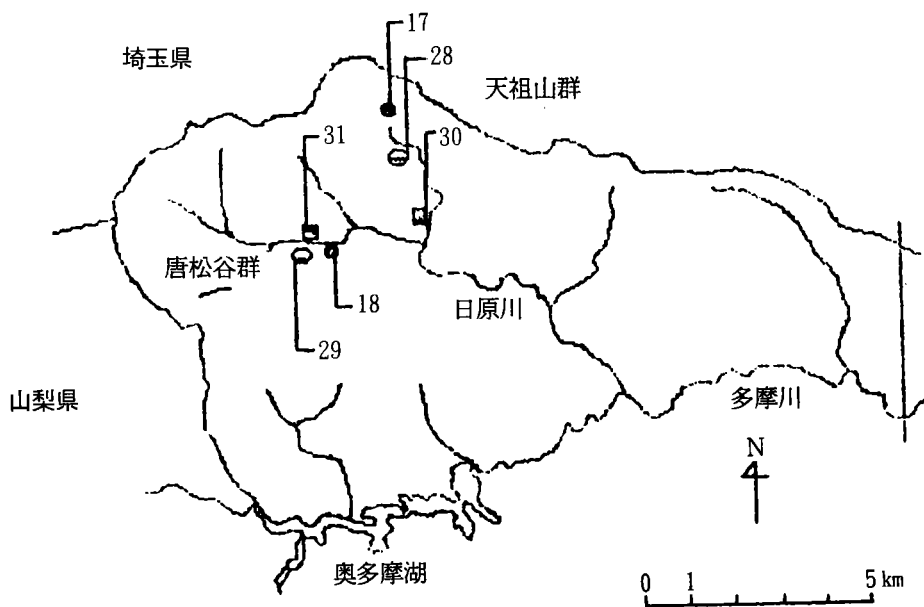 17
埼玉県
28
天祖山群
31
30
唐松谷群
18
日原川
29
山梨県
多摩川
N
奥多摩湖
0 1 5 km